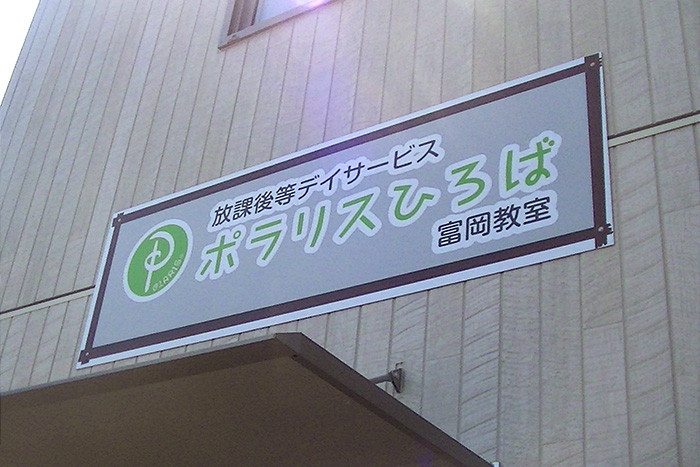 放課後等デイサービス
ポラリスひろば
富岡教室